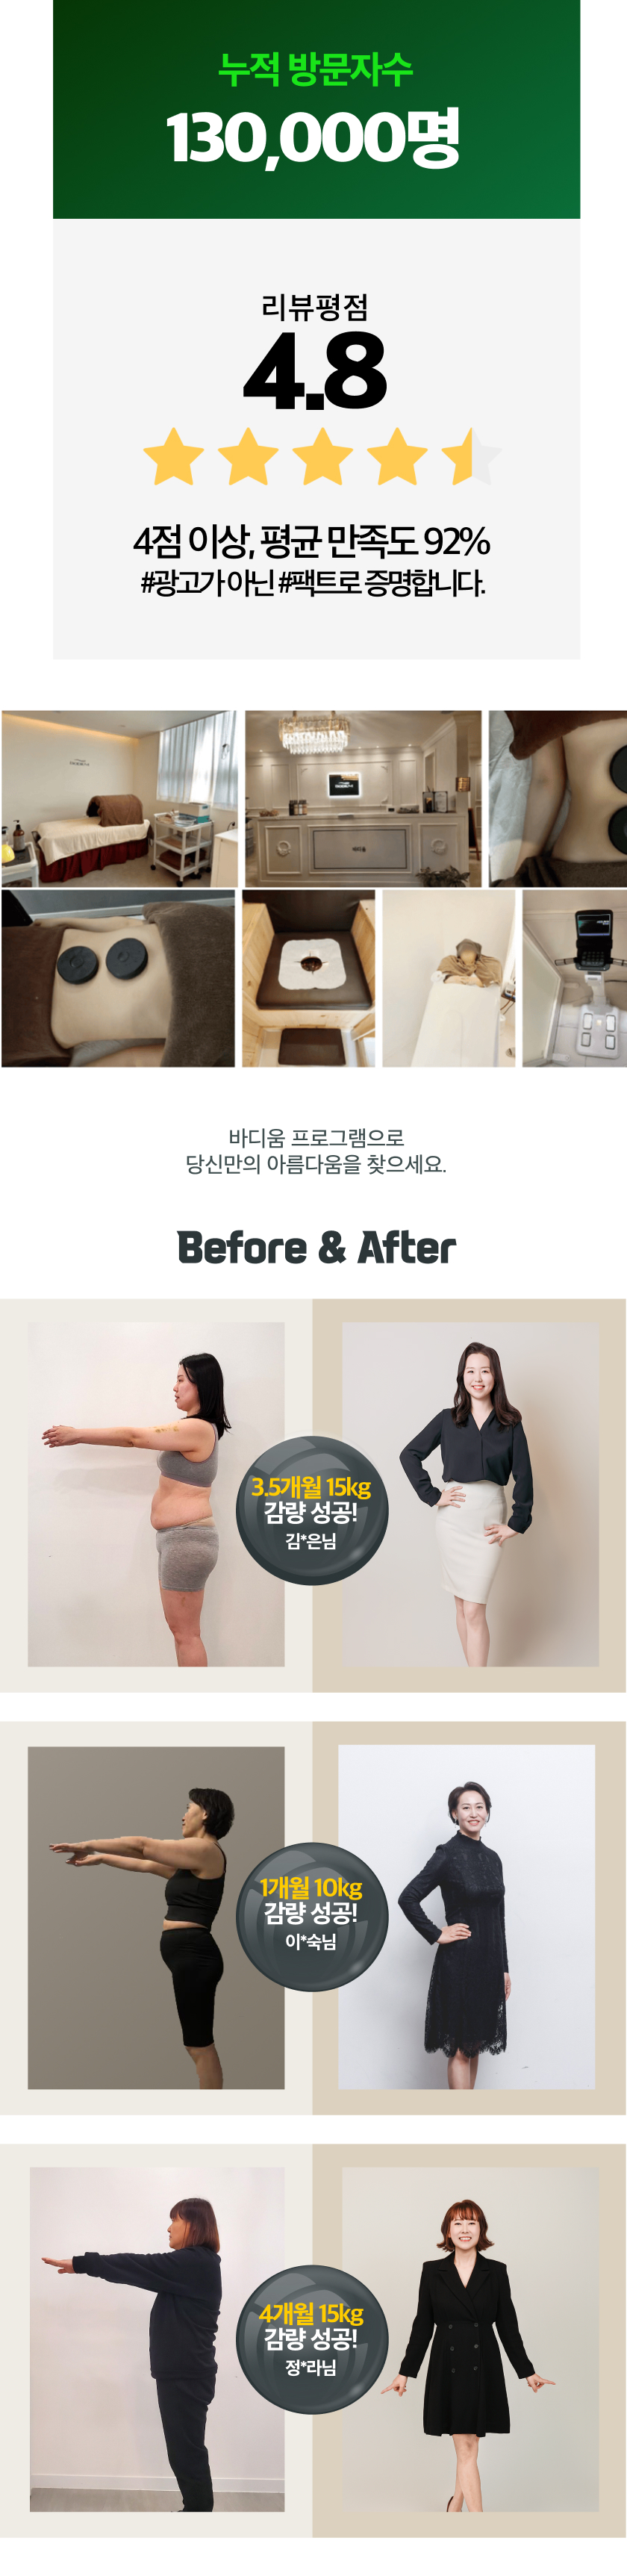 누적 방문자수
130,000명
리뷰평점
4.8
4점 이상, 평균 만족도 92%
#광고가 아닌 #팩트로 증명합니다.
바디움
바디움 프로그램으로
당신만의 아름다움을 찾으세요.
Before & After
3.5개월 15kg
감량 성공!
김*은님
1개월 10kg
감량 성공!
이*숙님
4개월 15kg
감량 성공!
정*라님